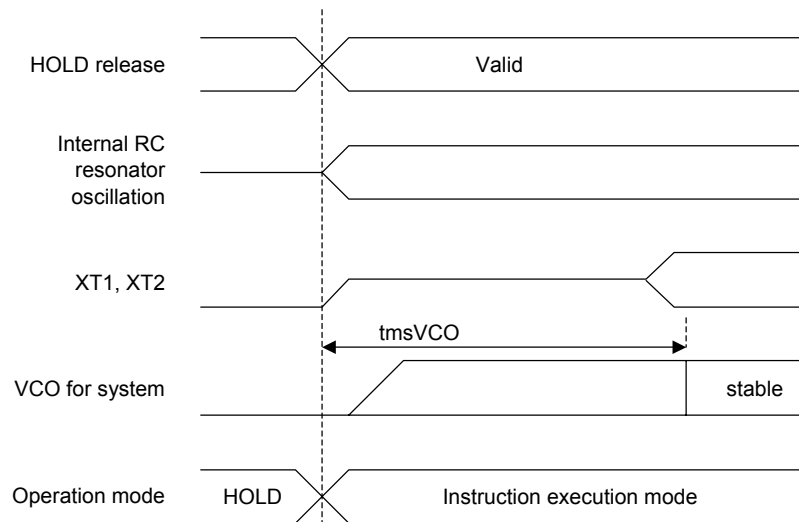 HOLD release
Valid
Internal RC
resonator
oscillation
XT1, XT2
tmsVCO
VCO for system
stable
Operation mode
HOLD
Instruction execution mode